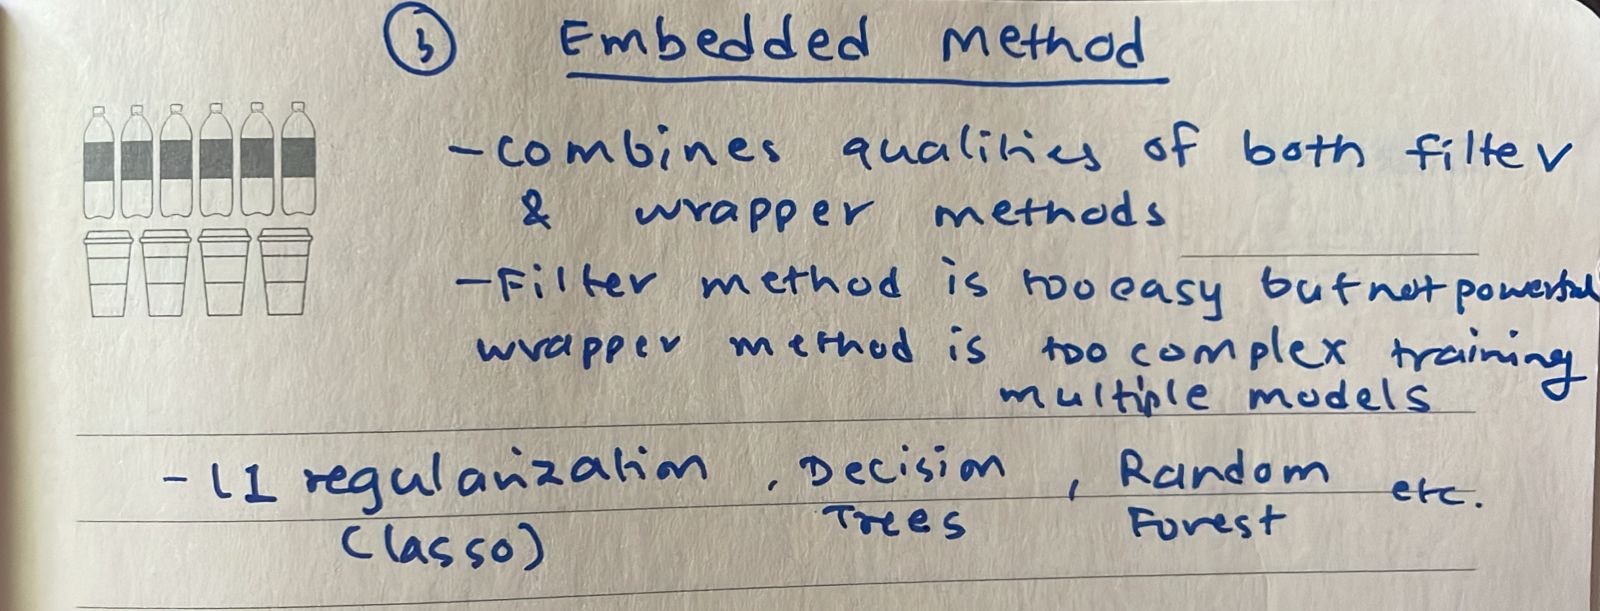 3 Embedded Method
- combines qualities of both filter
& wrapper methods
- Filter method is too easy but not powerful
wrapper method is too complex training
multiple models
- L1 regularization , Decision , Random etc.
(lasso) Trees Forest